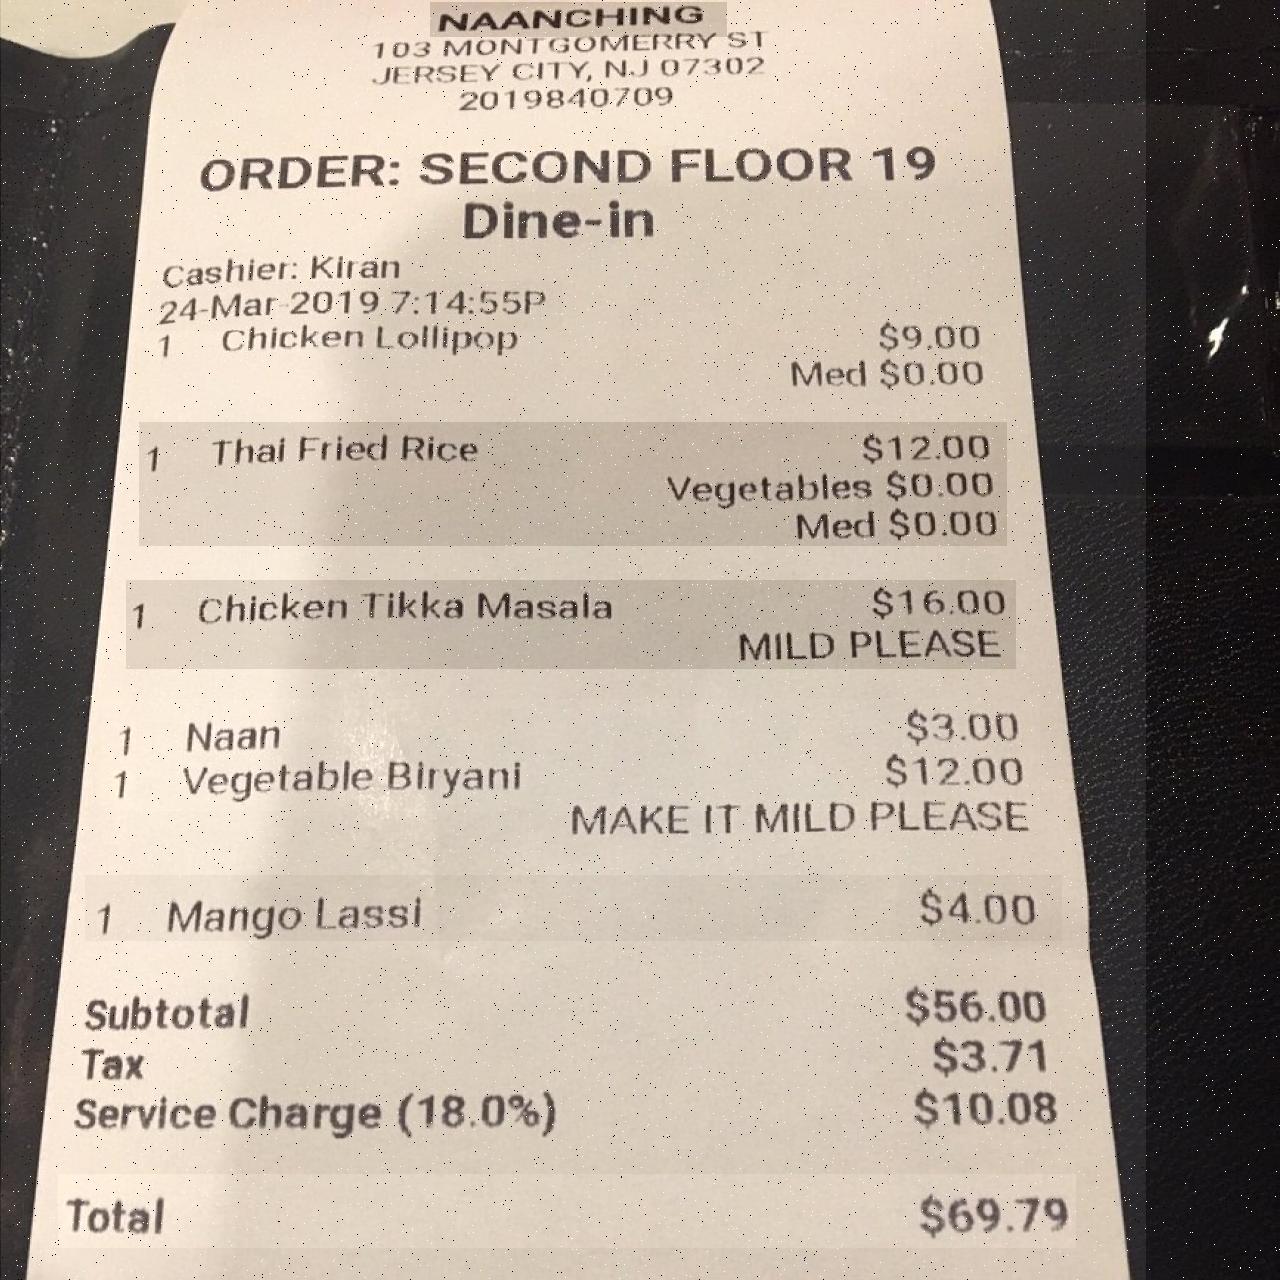 NAANCHING
103 MONTGOMERRY ST
JERSEY CITY, NJ 07302
2019840709
ORDER: SECOND FLOOR 19
Dine-in
Cashier: Kiran
24-Mar-2019 7:14:55P
1 Chicken Lollipop $9.00
Med $0.00
1 Thai Fried Rice $12.00
Vegetables $0.00
Med $0.00
1 Chicken Tikka Masala $16.00
MILD PLEASE
1 Naan $3.00
1 Vegetable Biryani $12.00
MAKE IT MILD PLEASE
1 Mango Lassi $4.00
Subtotal $56.00
Tax $3.71
Service Charge (18.0%) $10.08
Total $69.79